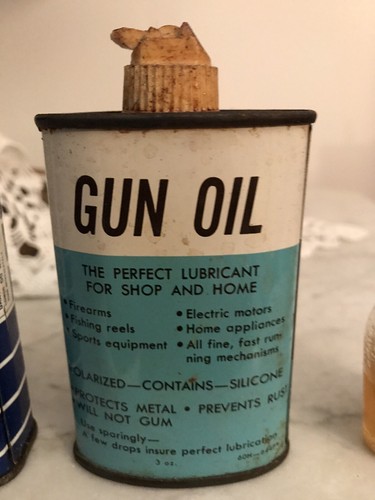 GUN OIL
THE PERFECT LUBRICANT
FOR SHOP AND HOME
• Firearms
• Fishing reels
• Sports equipment
• Electric motors
• Home appliances
• All fine, fast run-
ning mechanisms
OLARIZED—CONTAINS—SILICONE
PROTECTS METAL • PREVENTS RUST
WILL NOT GUM
Use sparingly—
A few drops insure perfect lubrication
3 oz.